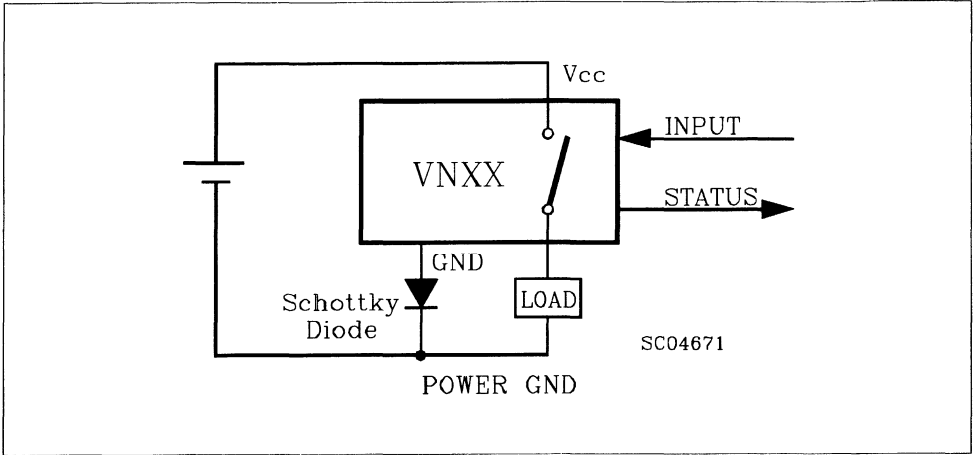 Vcc
INPUT
VNXX
STATUS
GND
Schottky
Diode
LOAD
SC04671
POWER GND